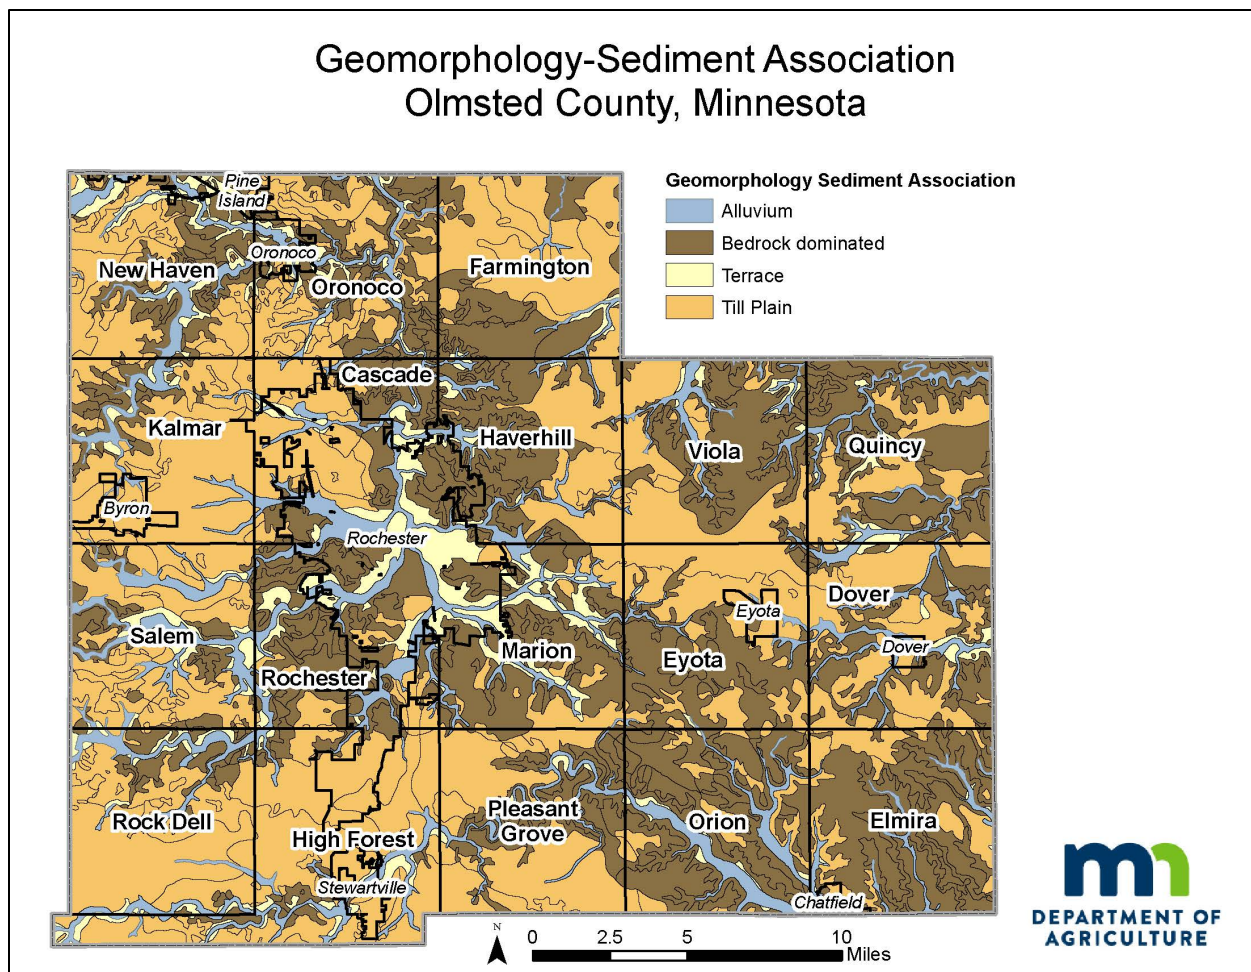 Geomorphology-Sediment Association
Olmsted County, Minnesota
Geomorphology Sediment Association
Alluvium
Bedrock dominated
Terrace
Till Plain
Pine
Island
Oronoco
New Haven
Oronoco
Farmington
Cascade
Kalmar
Haverhill
Viola
Quincy
Byron
Rochester
Salem
Rochester
Marion
Eyota
Eyota
Dover
Dover
Rock Dell
High Forest
Stewartville
Pleasant
Grove
Orion
Elmira
Chatfield
N
0 2.5 5 10
Miles
mn
DEPARTMENT OF
AGRICULTURE